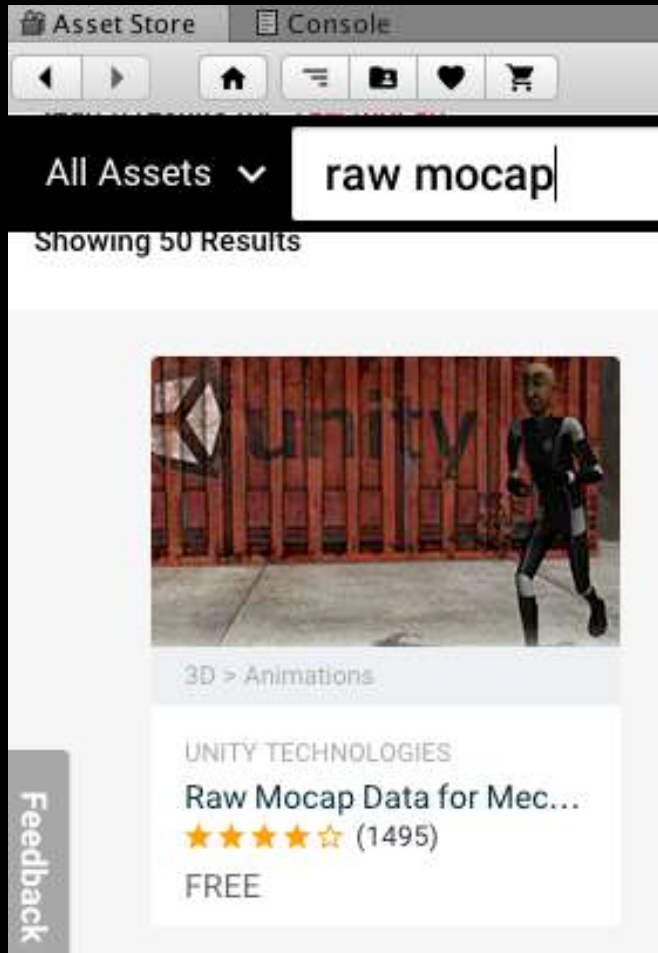 Asset Store
Console
All Assets
raw mocap
Showing 50 Results
unity
3D > Animations
UNITY TECHNOLOGIES
Raw Mocap Data for Mec...
(1495)
FREE
Feedback